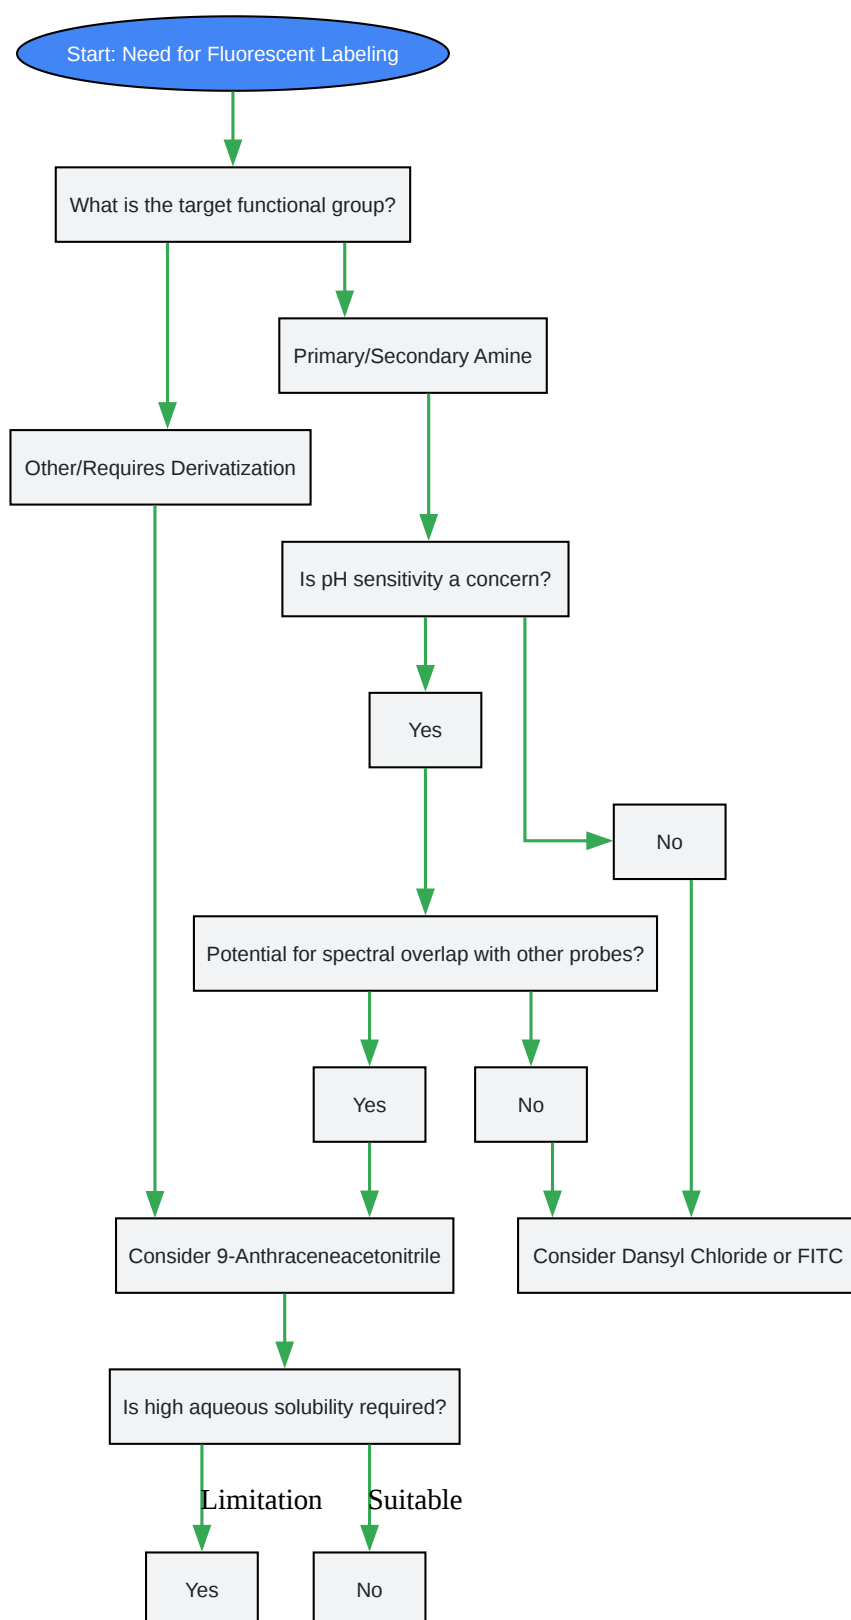 Start: Need for Fluorescent Labeling
What is the target functional group?
Primary/Secondary Amine
Other/Requires Derivatization
Is pH sensitivity a concern?
Yes
No
Potential for spectral overlap with other probes?
Yes
No
Consider 9-Anthraceneacetonitrile
Consider Dansyl Chloride or FITC
Is high aqueous solubility required?
Limitation
Suitable
Yes
No